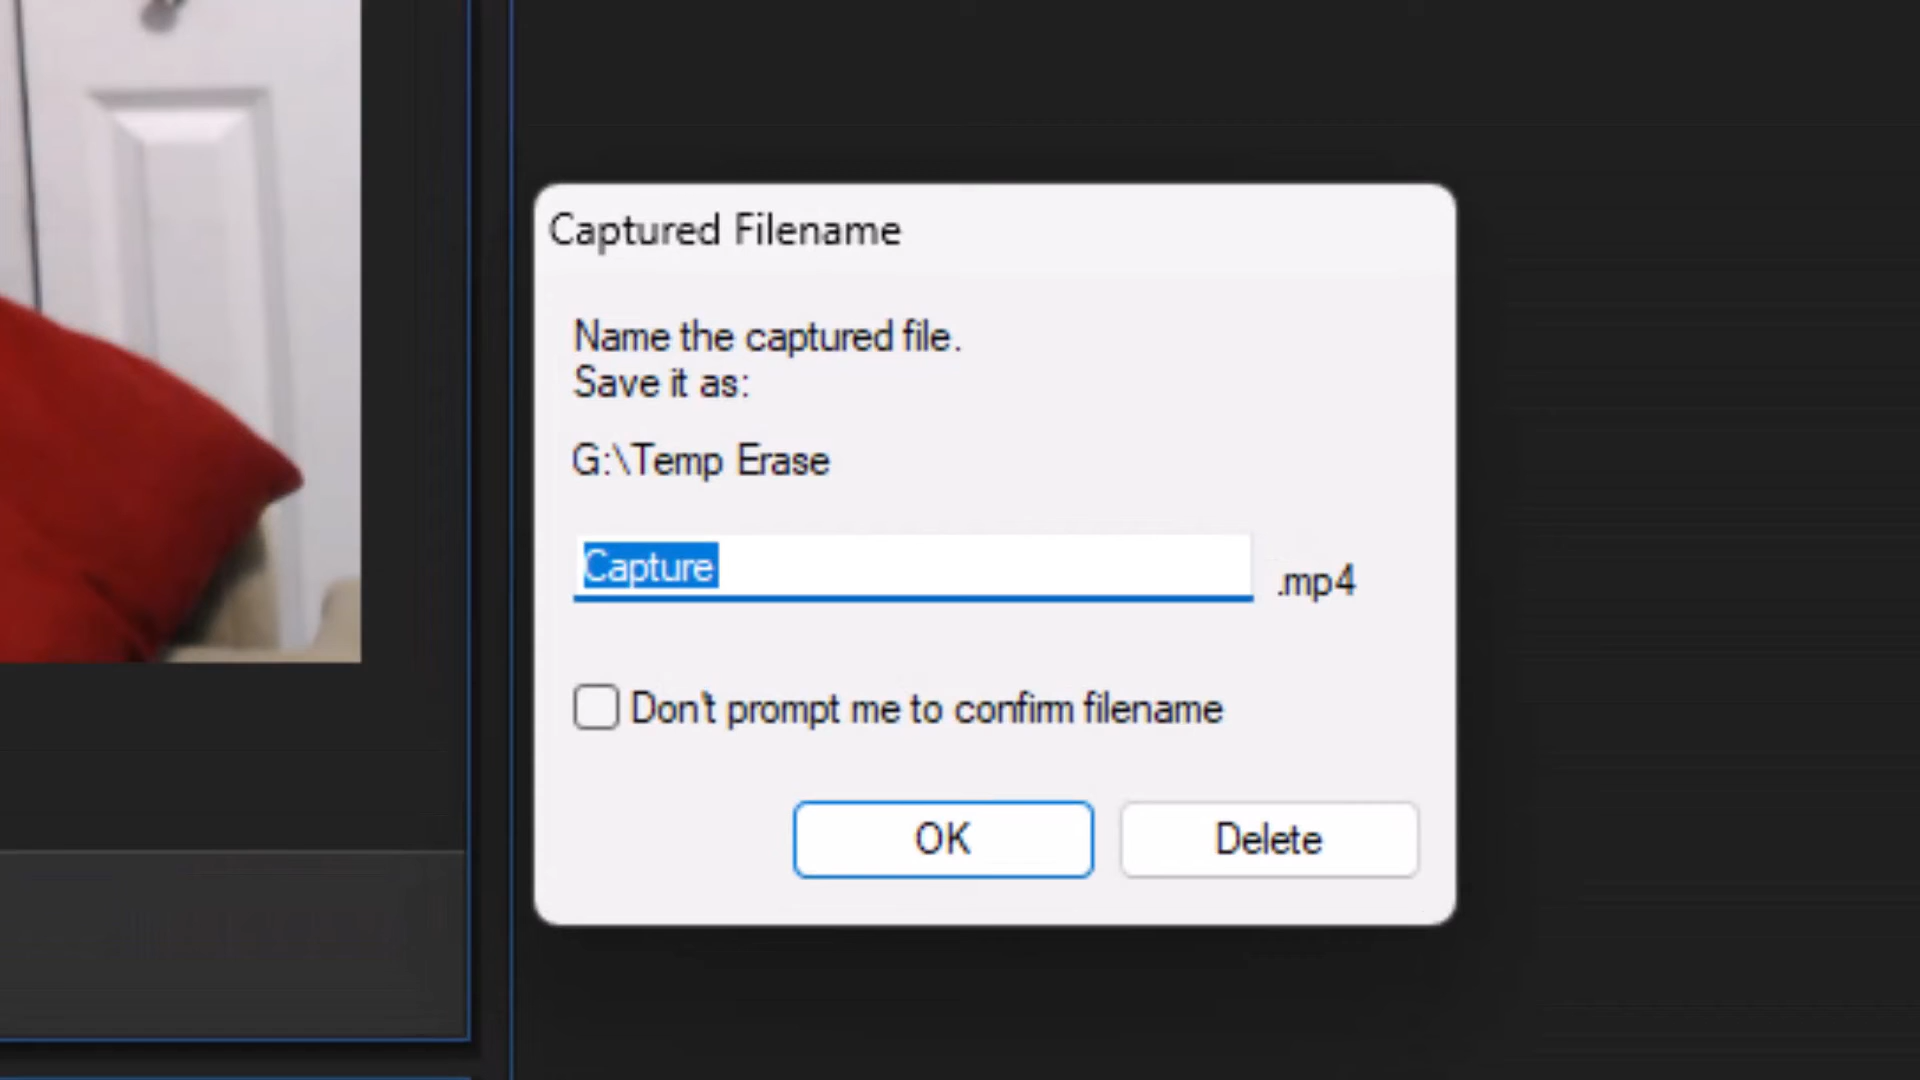 Captured Filename
Name the captured file.
Save it as:
G:\Temp Erase
Capture
.mp4
Don't prompt me to confirm filename
OK
Delete